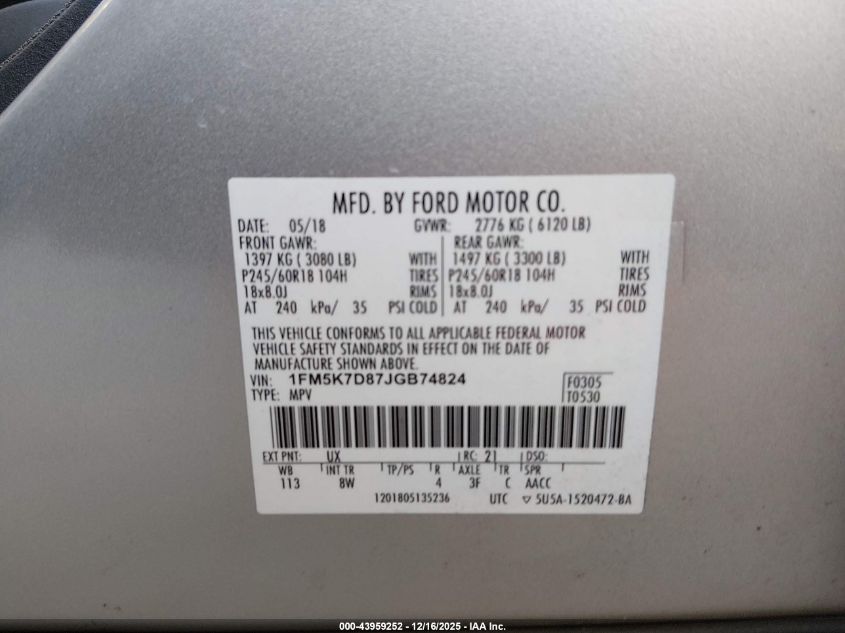 MFD. BY FORD MOTOR CO.
DATE: 05/18 GVWR: 2776 KG ( 6120 LB)
FRONT GAWR: REAR GAWR:
1397 KG ( 3080 LB) WITH 1497 KG ( 3300 LB) WITH
P245/60R18 104H TIRES P245/60R18 104H TIRES
18x8.0J RIMS 18x8.0J RIMS
AT 240 kPa/ 35 PSI COLD AT 240 kPa/ 35 PSI COLD
THIS VEHICLE CONFORMS TO ALL APPLICABLE FEDERAL MOTOR
VEHICLE SAFETY STANDARDS IN EFFECT ON THE DATE OF
MANUFACTURE SHOWN ABOVE.
VIN: 1FM5K7D87JGB74824 F0305
TYPE: MPV T0530
EXT PNT: UX RC: 21 DSO:
WB INT TR TP/PS R AXLE TR SPR
113 8W 4 3F C AACC
1201805135236 UTC ▽ 5U5A-1520472-BA
000-43959252 - 12/16/2025 - IAA Inc.